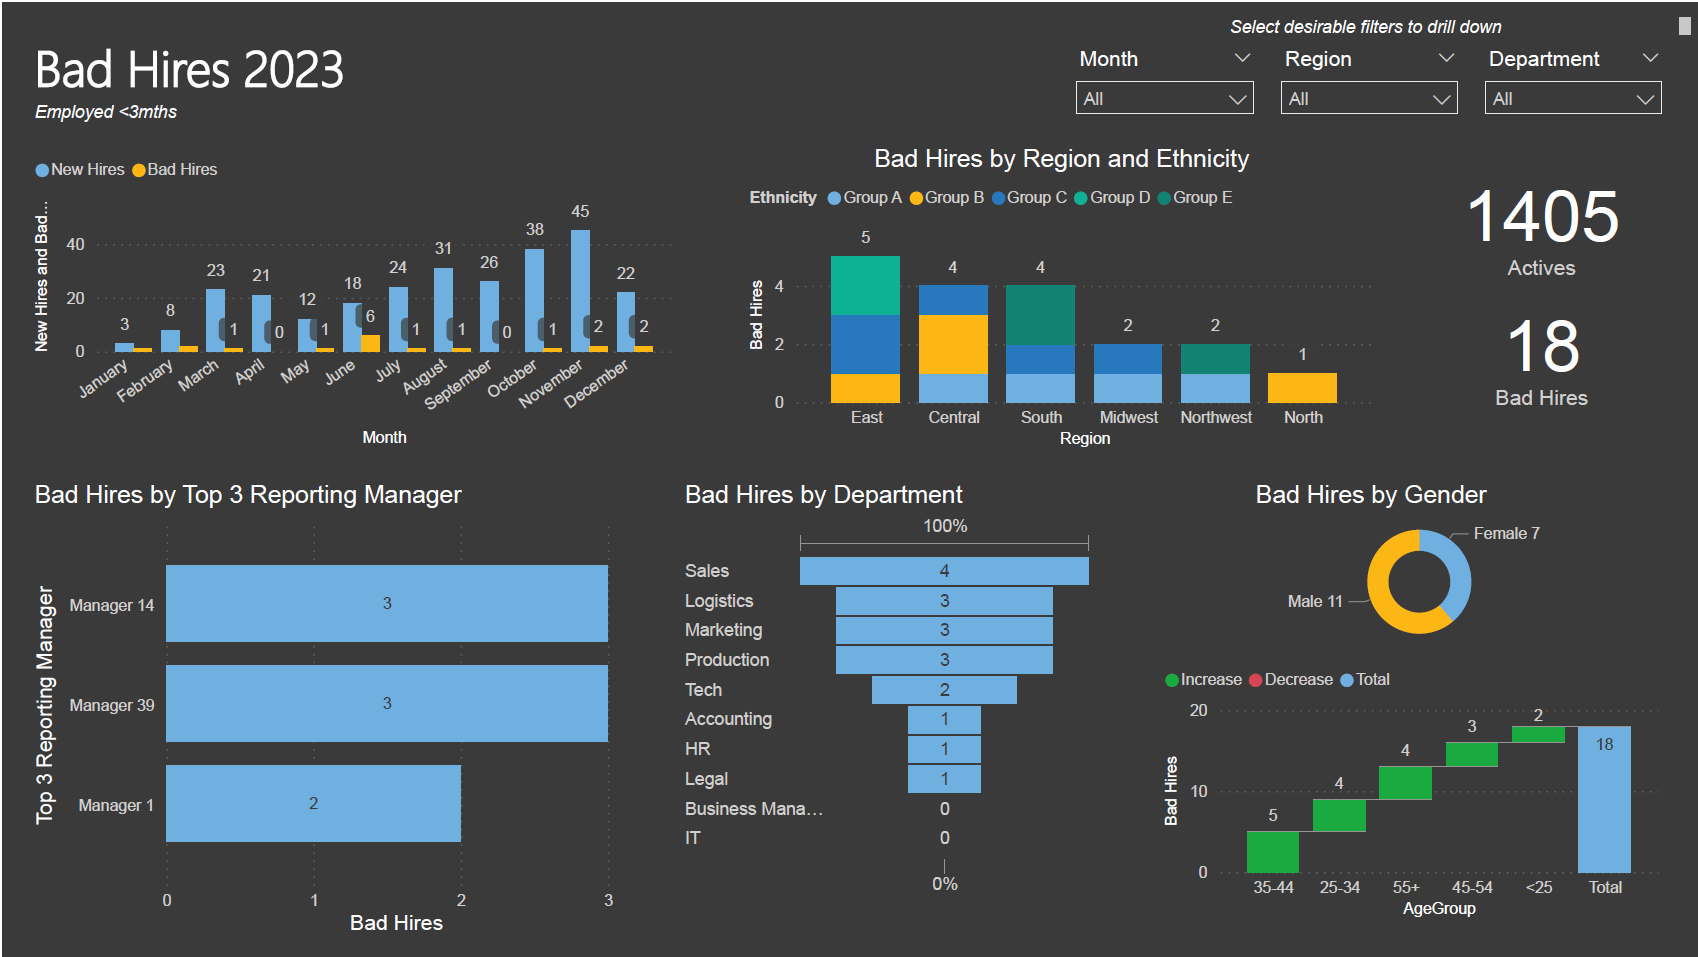 Select desirable filters to drill down
Bad Hires 2023
Employed <3mths
Month
Region
Department
All
All
All
New Hires
Bad Hires
New Hires and Bad...
40
20
0
3
8
23
1
21
0
12
1
18
6
24
1
31
1
26
0
38
1
45
2
22
2
January
February
March
April
May
June
July
August
September
October
November
December
Month
Bad Hires by Region and Ethnicity
Ethnicity
Group A
Group B
Group C
Group D
Group E
Bad Hires
4
2
0
5
4
4
2
2
1
East
Central
South
Midwest
Northwest
North
Region
1405
Actives
18
Bad Hires
Bad Hires by Top 3 Reporting Manager
Top 3 Reporting Manager
Manager 14
3
Manager 39
3
Manager 1
2
0
1
2
3
Bad Hires
Bad Hires by Department
100%
Sales
4
Logistics
3
Marketing
3
Production
3
Tech
2
Accounting
1
HR
1
Legal
1
Business Mana...
0
IT
0
0%
Bad Hires by Gender
Female 7
Male 11
Increase
Decrease
Total
Bad Hires
20
10
0
5
4
4
3
2
18
35-44
25-34
55+
45-54
<25
Total
AgeGroup